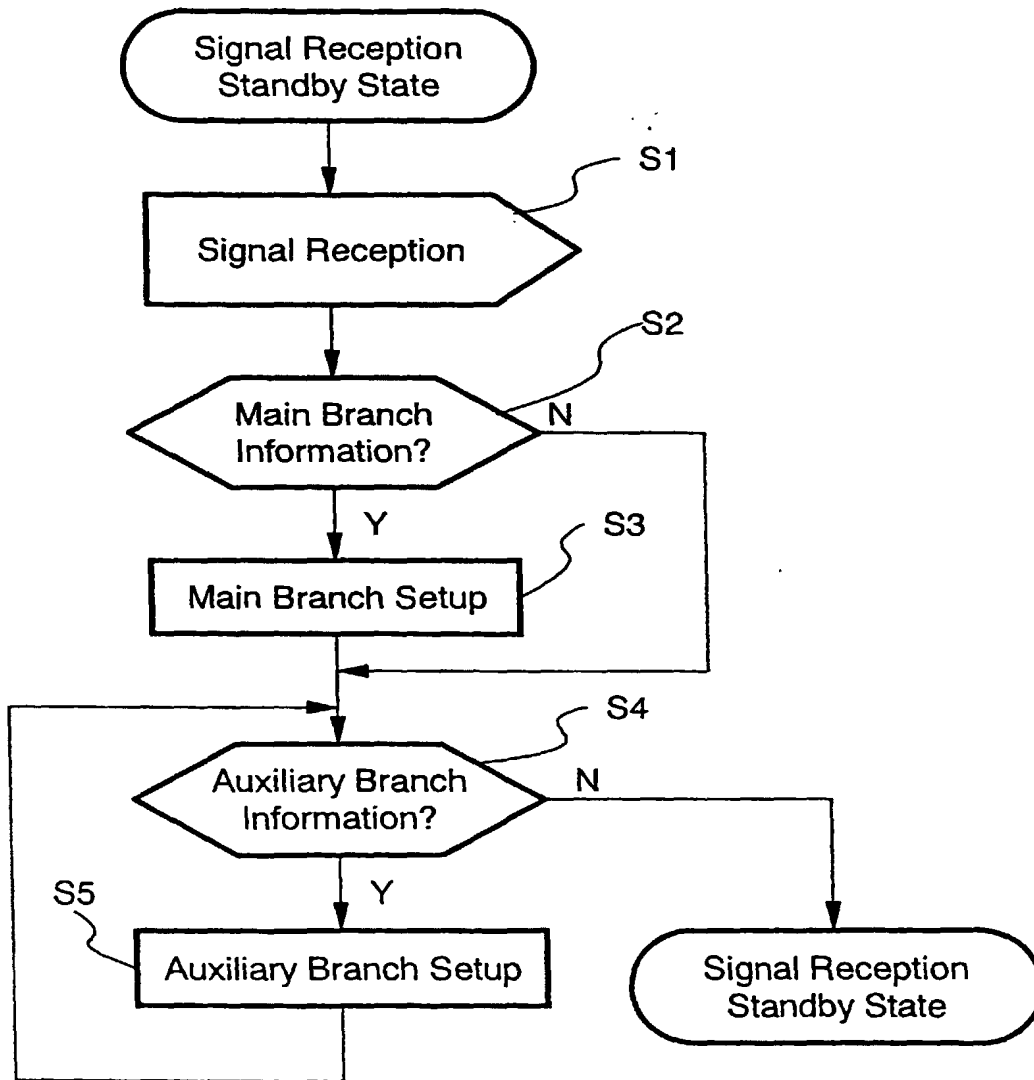 Signal Reception
Standby State
S1
Signal Reception
S2
Main Branch
Information?
N
Y
S3
Main Branch Setup
S4
Auxiliary Branch
Information?
N
Y
S5
Auxiliary Branch Setup
Signal Reception
Standby State